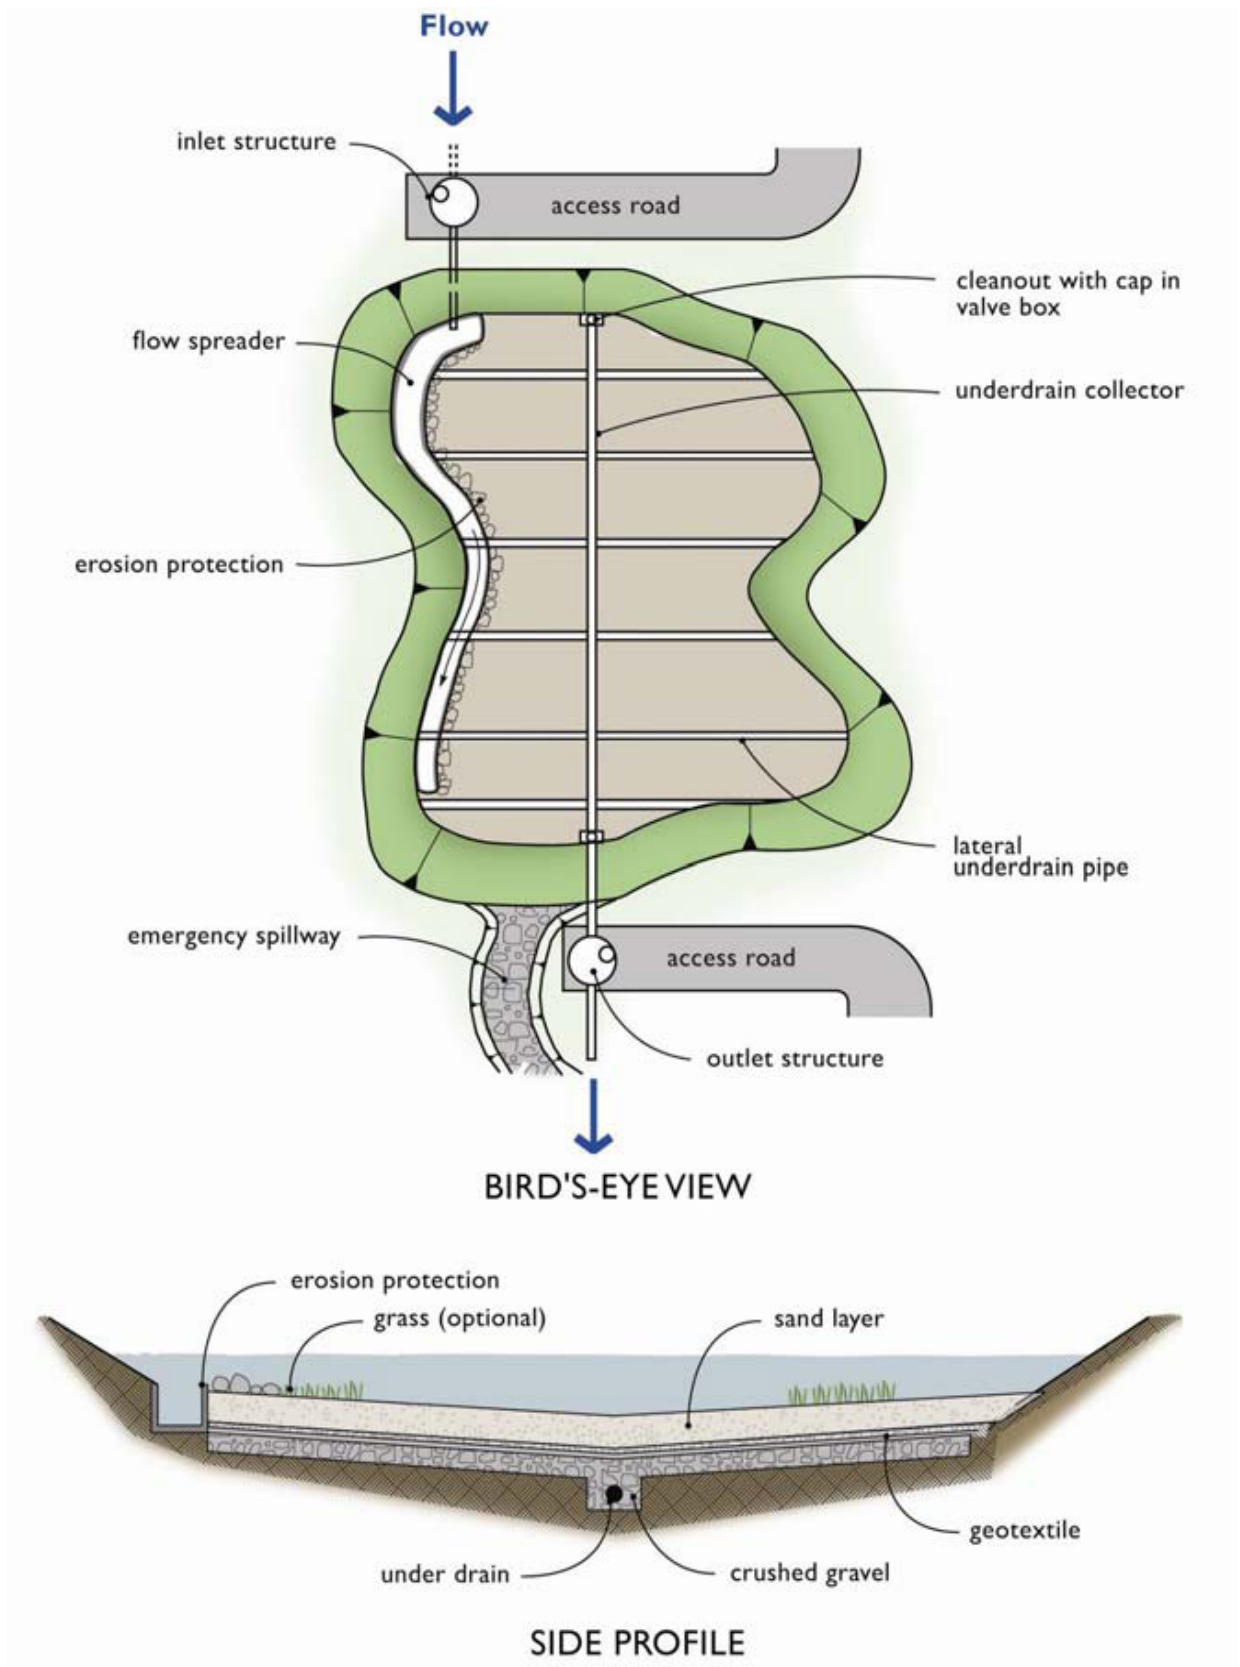 Flow
inlet structure
access road
cleanout with cap in
valve box
flow spreader
underdrain collector
erosion protection
lateral
underdrain pipe
emergency spillway
access road
outlet structure
BIRD'S-EYE VIEW
erosion protection
grass (optional)
sand layer
geotextile
under drain
crushed gravel
SIDE PROFILE